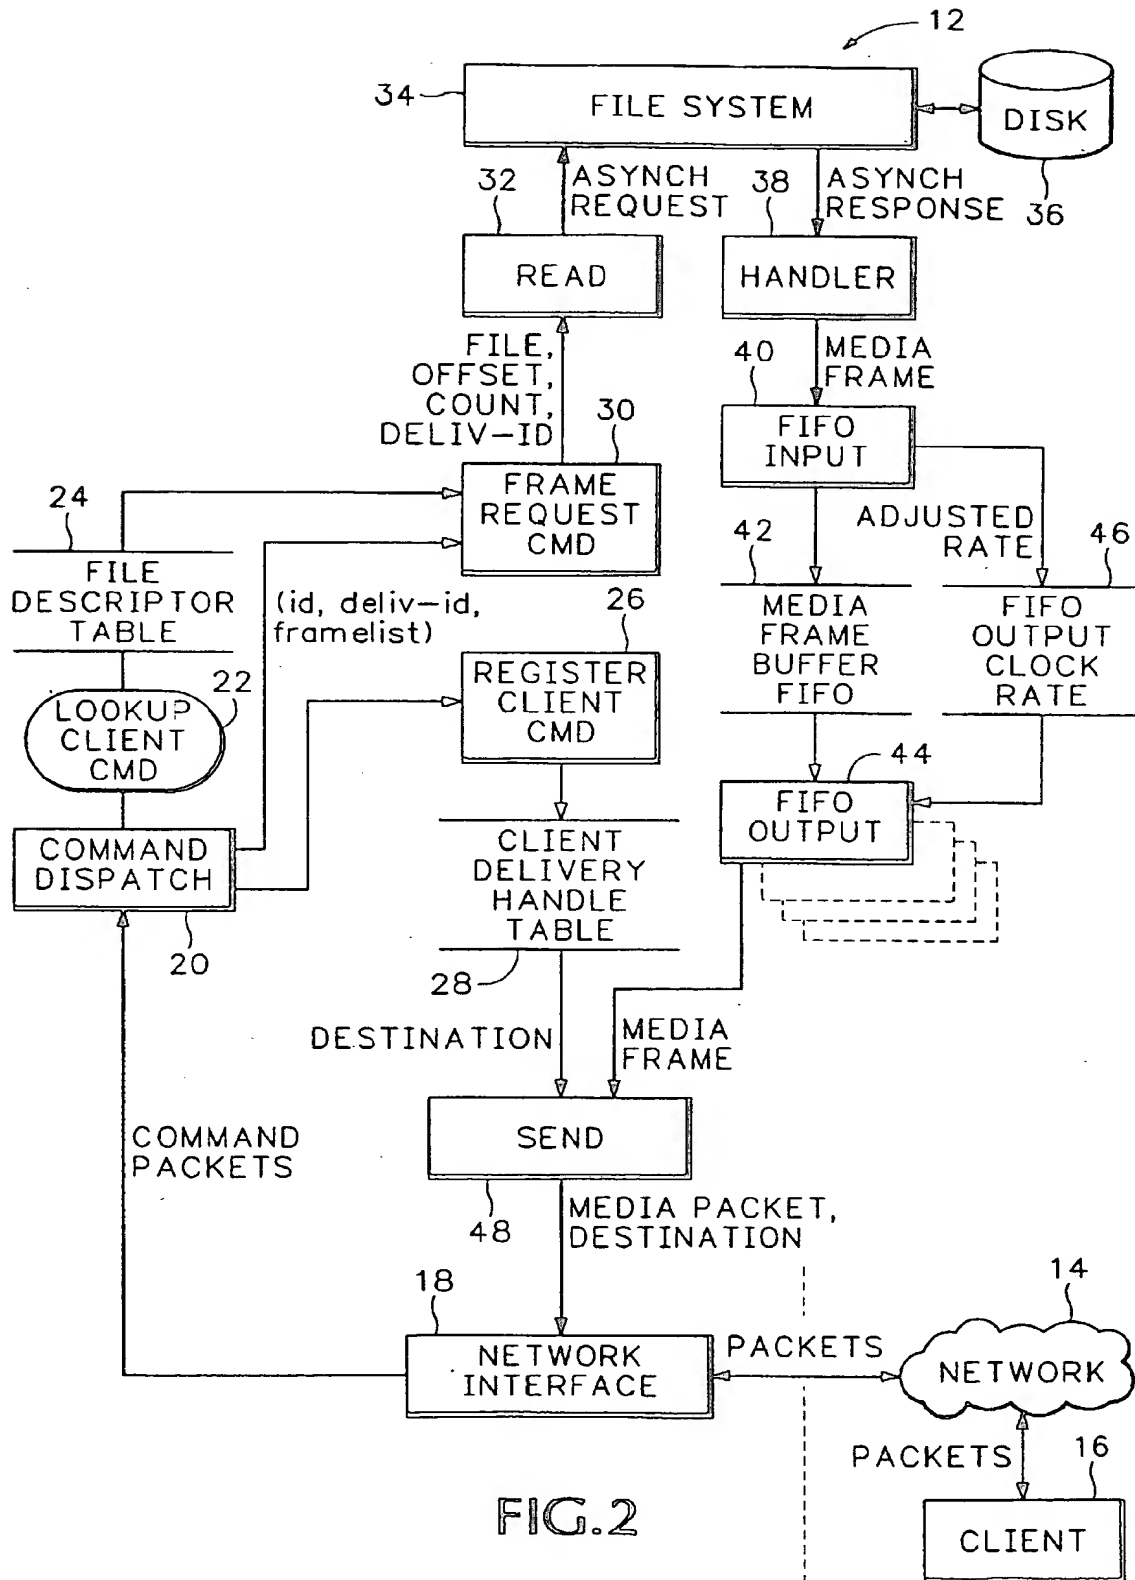 12
34
FILE SYSTEM
DISK
36
32
ASYNCH
REQUEST
38
ASYNCH
RESPONSE
READ
HANDLER
FILE,
OFFSET,
COUNT,
DELIV-ID
30
40
MEDIA
FRAME
FIFO
INPUT
24
FRAME
REQUEST
CMD
42
ADJUSTED
RATE
46
FILE
DESCRIPTOR
TABLE
(id, deliv-id,
framelist)
26
MEDIA
FRAME
BUFFER
FIFO
FIFO
OUTPUT
CLOCK
RATE
22
LOOKUP
CLIENT
CMD
REGISTER
CLIENT
CMD
44
FIFO
OUTPUT
COMMAND
DISPATCH
20
CLIENT
DELIVERY
HANDLE
TABLE
28
DESTINATION
MEDIA
FRAME
COMMAND
PACKETS
SEND
48
MEDIA PACKET,
DESTINATION
18
NETWORK
INTERFACE
PACKETS
14
NETWORK
PACKETS
16
CLIENT
FIG.2